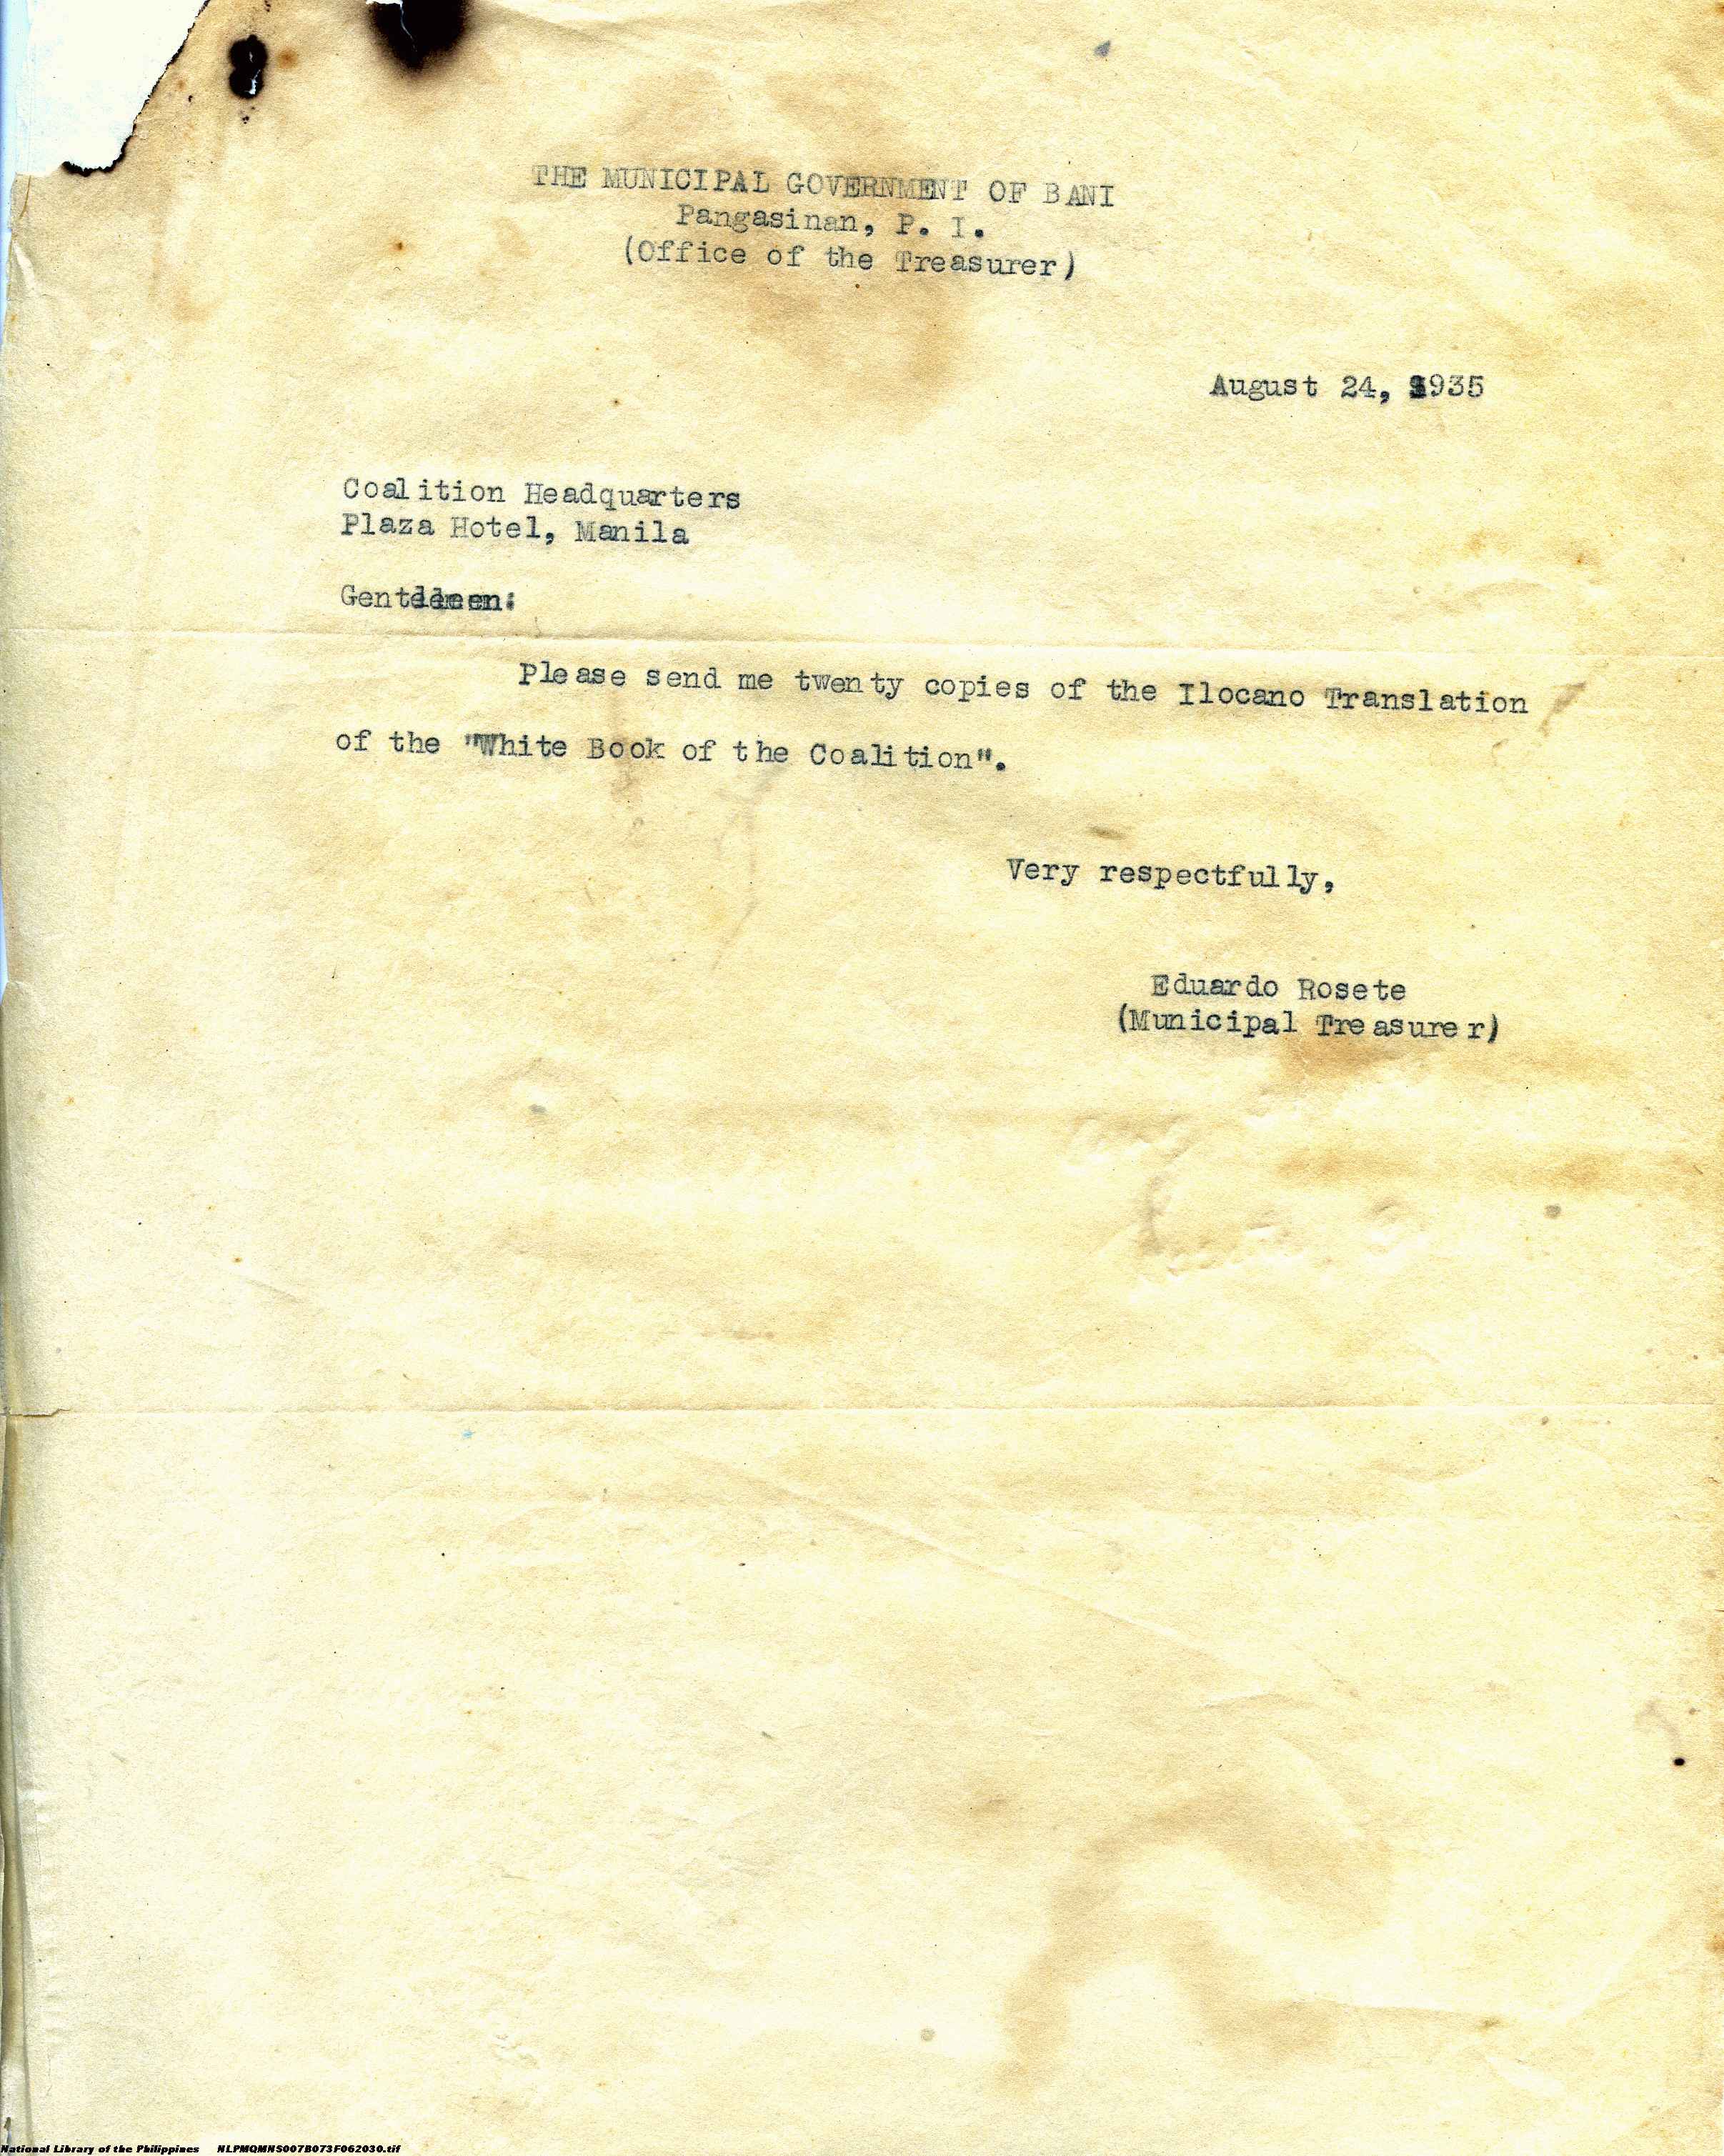 THE MUNICIPAL GOVERNMENT OF BANI
Pangasinan, P. I.
(Office of the Treasurer)
August 24, 1935
Coalition Headquarters
Plaza Hotel, Manila
Gentlemen:
Please send me twenty copies of the Ilocano Translation
of the "White Book of the Coalition".
Very respectfully,
Eduardo Rosete
(Municipal Treasurer)
National Library of the Philippines NLPMQMNS007B073F062030.tif